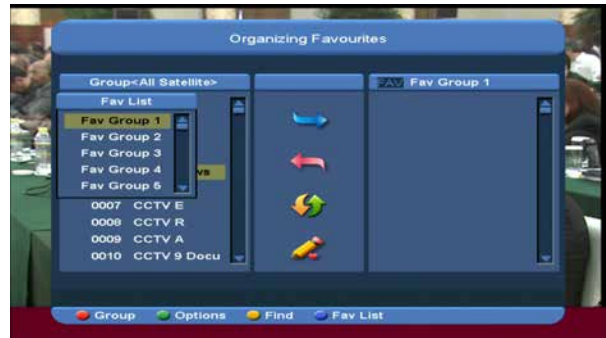 Organizing Favourites
Group<All Satellite>
FAV Fav Group 1
Fav List
Fav Group 1
Fav Group 2
Fav Group 3
Fav Group 4
Fav Group 5
0007 CCTV E
0008 CCTV R
0009 CCTV A
0010 CCTV 9 Docu
Group
Options
Find
Fav List